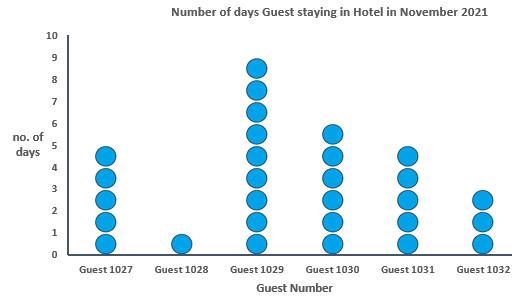 Number of days Guest staying in Hotel in November 2021
10
9
8
7
6
5
4
3
2
1
0
no. of
days
Guest 1027 Guest 1028 Guest 1029 Guest 1030 Guest 1031 Guest 1032
Guest Number